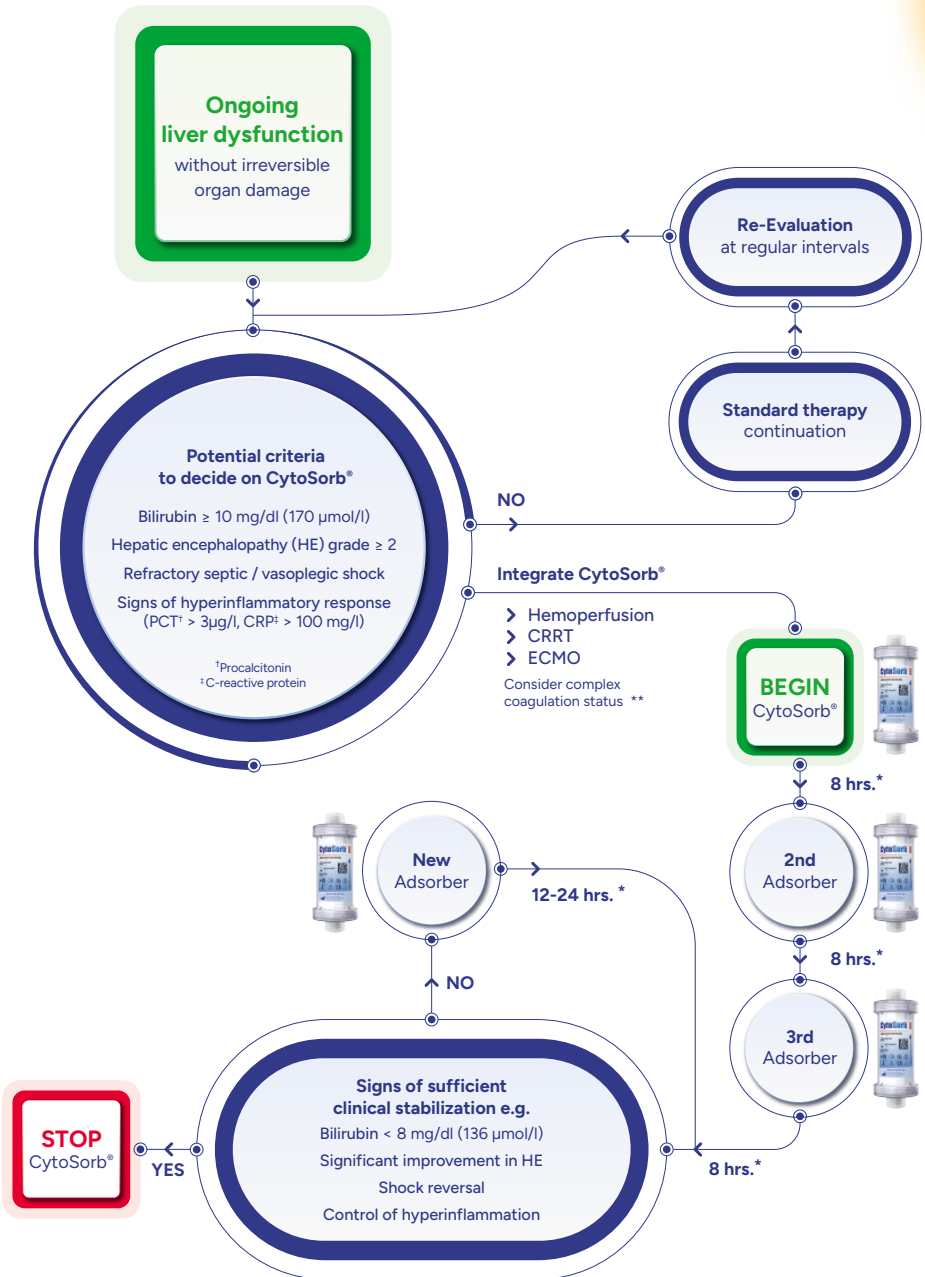 Ongoing
liver dysfunction
without irreversible
organ damage
Re-Evaluation
at regular intervals
Standard therapy
continuation
Potential criteria
to decide on CytoSorb®
Bilirubin ≥ 10 mg/dl (170 µmol/l)
Hepatic encephalopathy (HE) grade ≥ 2
Refractory septic / vasoplegic shock
Signs of hyperinflammatory response
(PCT† > 3µg/l, CRP‡ > 100 mg/l)
†Procalcitonin
‡C-reactive protein
NO
Integrate CytoSorb®
Hemoperfusion
CRRT
ECMO
Consider complex
coagulation status **
BEGIN
CytoSorb®
CytoSorb
8 hrs.*
2nd
Adsorber
CytoSorb
8 hrs.*
3rd
Adsorber
CytoSorb
8 hrs.*
New
Adsorber
CytoSorb
12-24 hrs. *
NO
Signs of sufficient
clinical stabilization e.g.
Bilirubin < 8 mg/dl (136 µmol/l)
Significant improvement in HE
Shock reversal
Control of hyperinflammation
YES
STOP
CytoSorb®